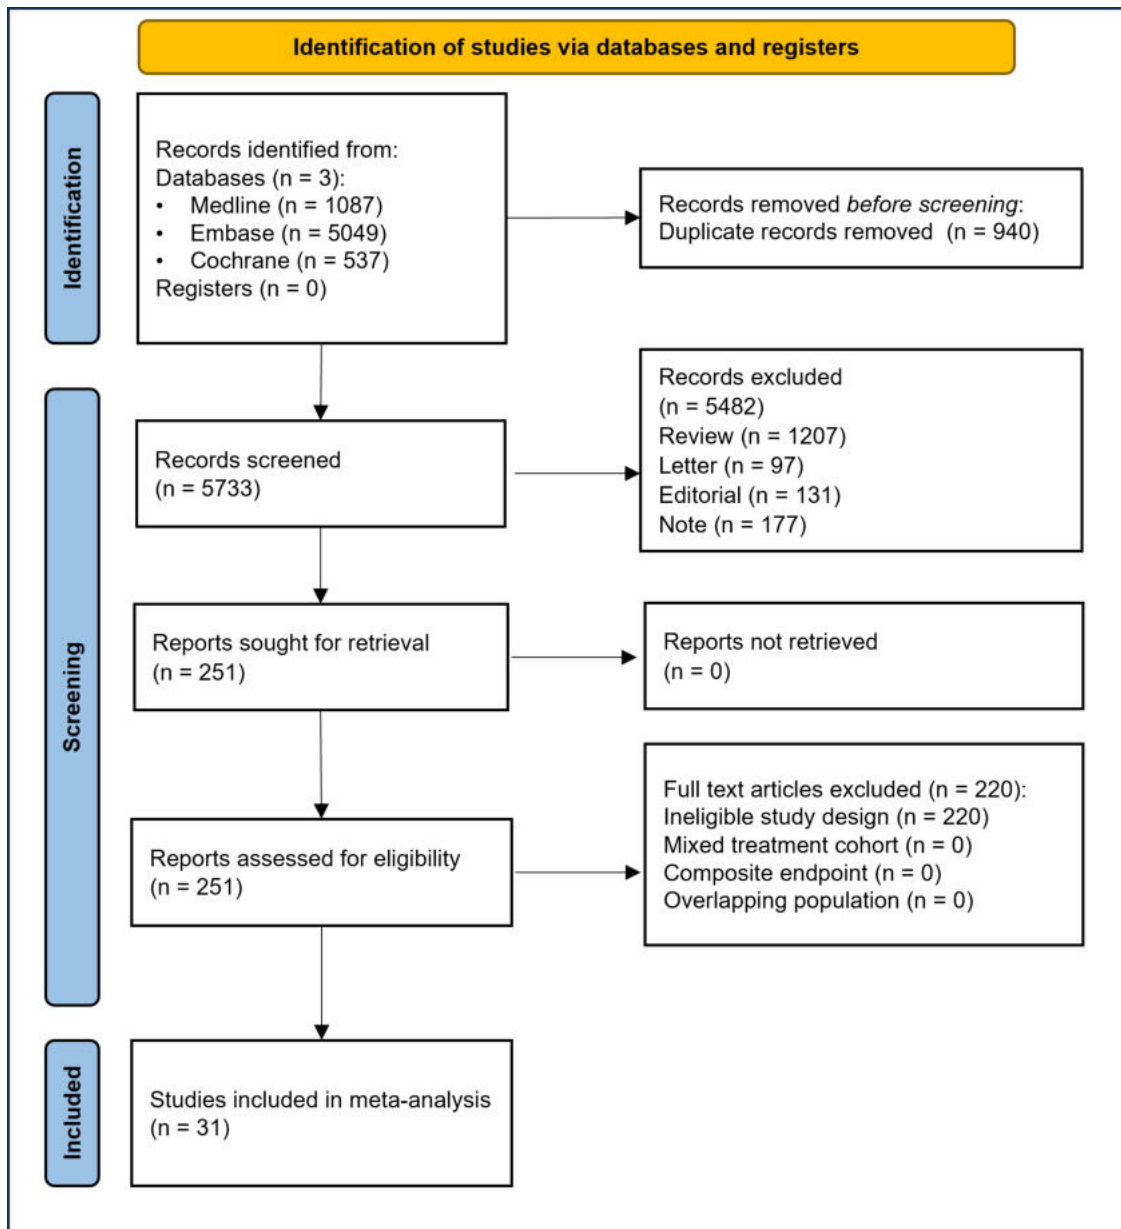 Identification of studies via databases and registers
Identification
Records identified from:
Databases (n = 3):
• Medline (n = 1087)
• Embase (n = 5049)
• Cochrane (n = 537)
Registers (n = 0)
Records removed before screening:
Duplicate records removed (n = 940)
Screening
Records screened
(n = 5733)
Records excluded
(n = 5482)
Review (n = 1207)
Letter (n = 97)
Editorial (n = 131)
Note (n = 177)
Reports sought for retrieval
(n = 251)
Reports not retrieved
(n = 0)
Reports assessed for eligibility
(n = 251)
Full text articles excluded (n = 220):
Ineligible study design (n = 220)
Mixed treatment cohort (n = 0)
Composite endpoint (n = 0)
Overlapping population (n = 0)
Included
Studies included in meta-analysis
(n = 31)